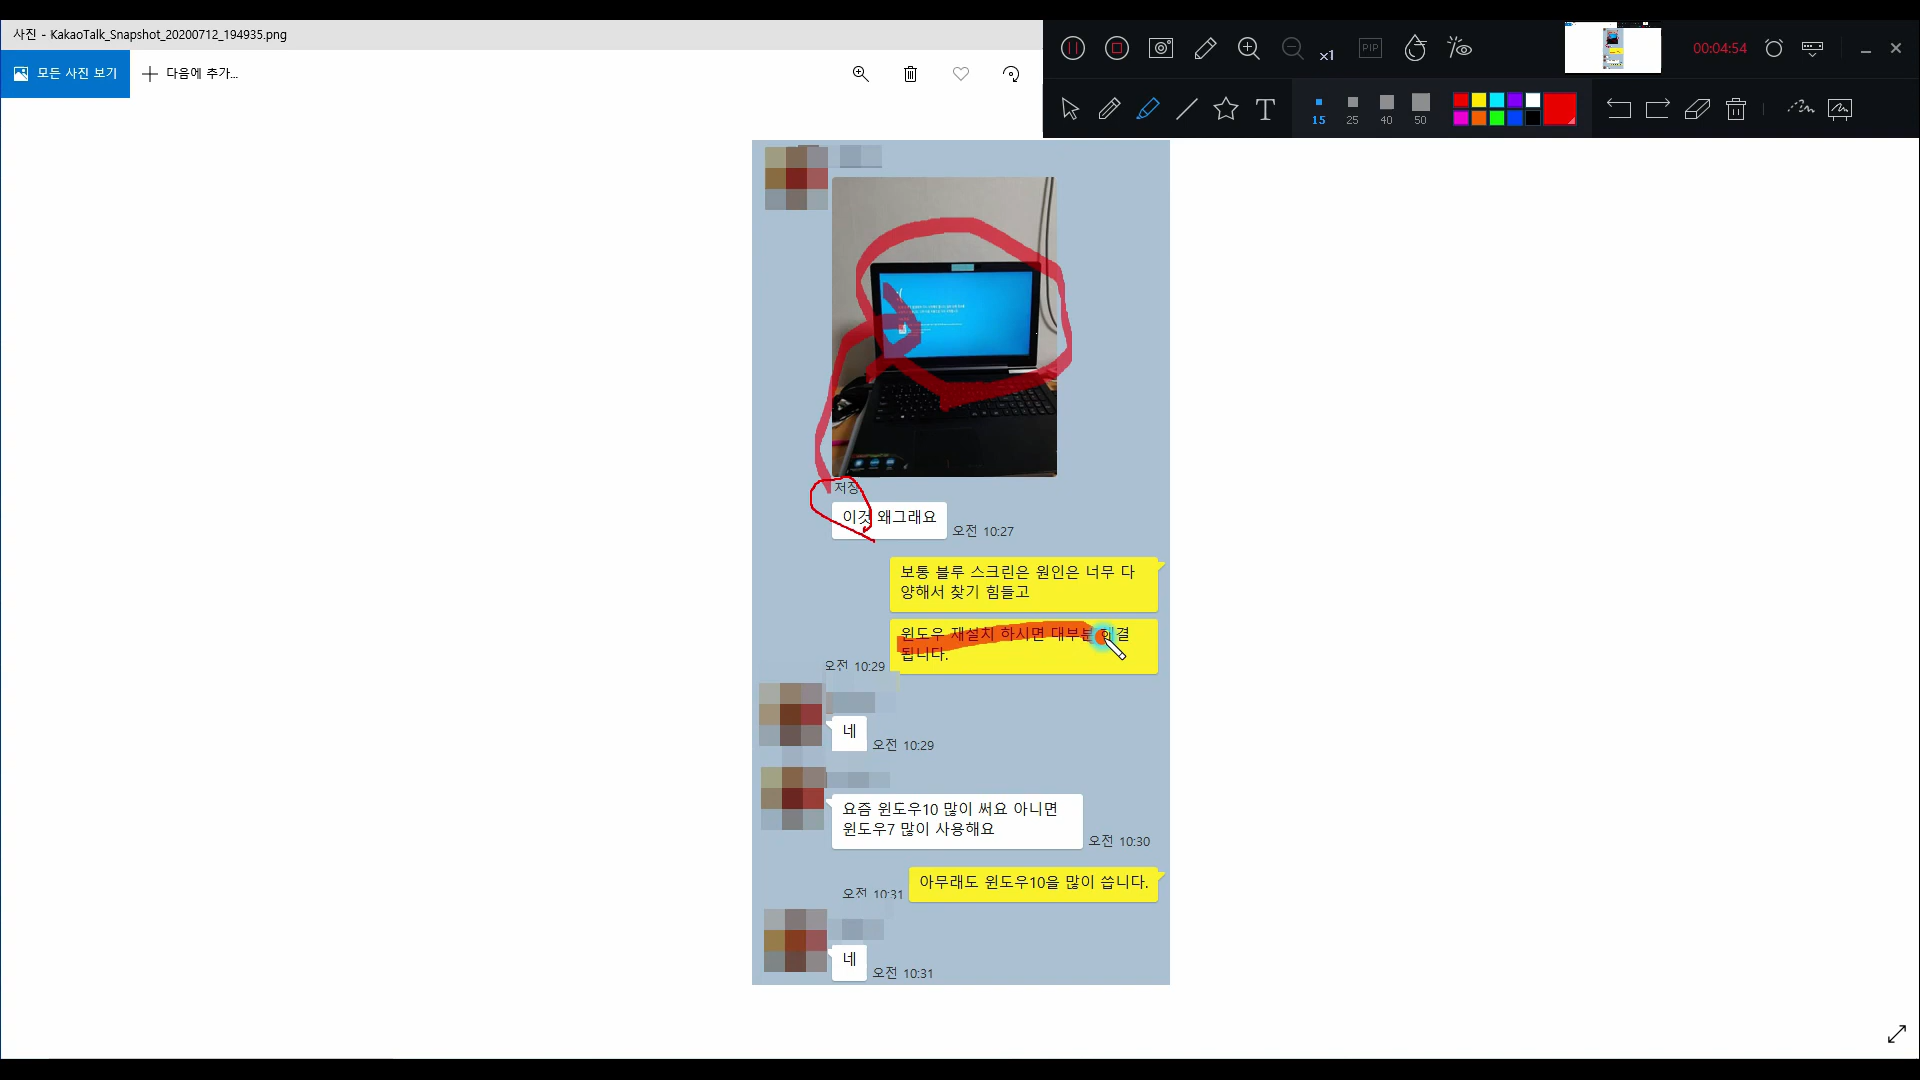 사진 - KakaoTalk_Snapshot_20200712_194935.png
모든 사진 보기
다음에 추가...
x1
PIP
00:04:54
T
15
25
40
50
저장
이것 왜그래요
오전 10:27
보통 블루 스크린은 원인은 너무 다
양해서 찾기 힘들고
윈도우 재설치 하시면 대부분 해결
됩니다.
오전 10:29
네
오전 10:29
요즘 윈도우10 많이 써요 아니면
윈도우7 많이 사용해요
오전 10:30
아무래도 윈도우10을 많이 씁니다.
오전 10:31
네
오전 10:31